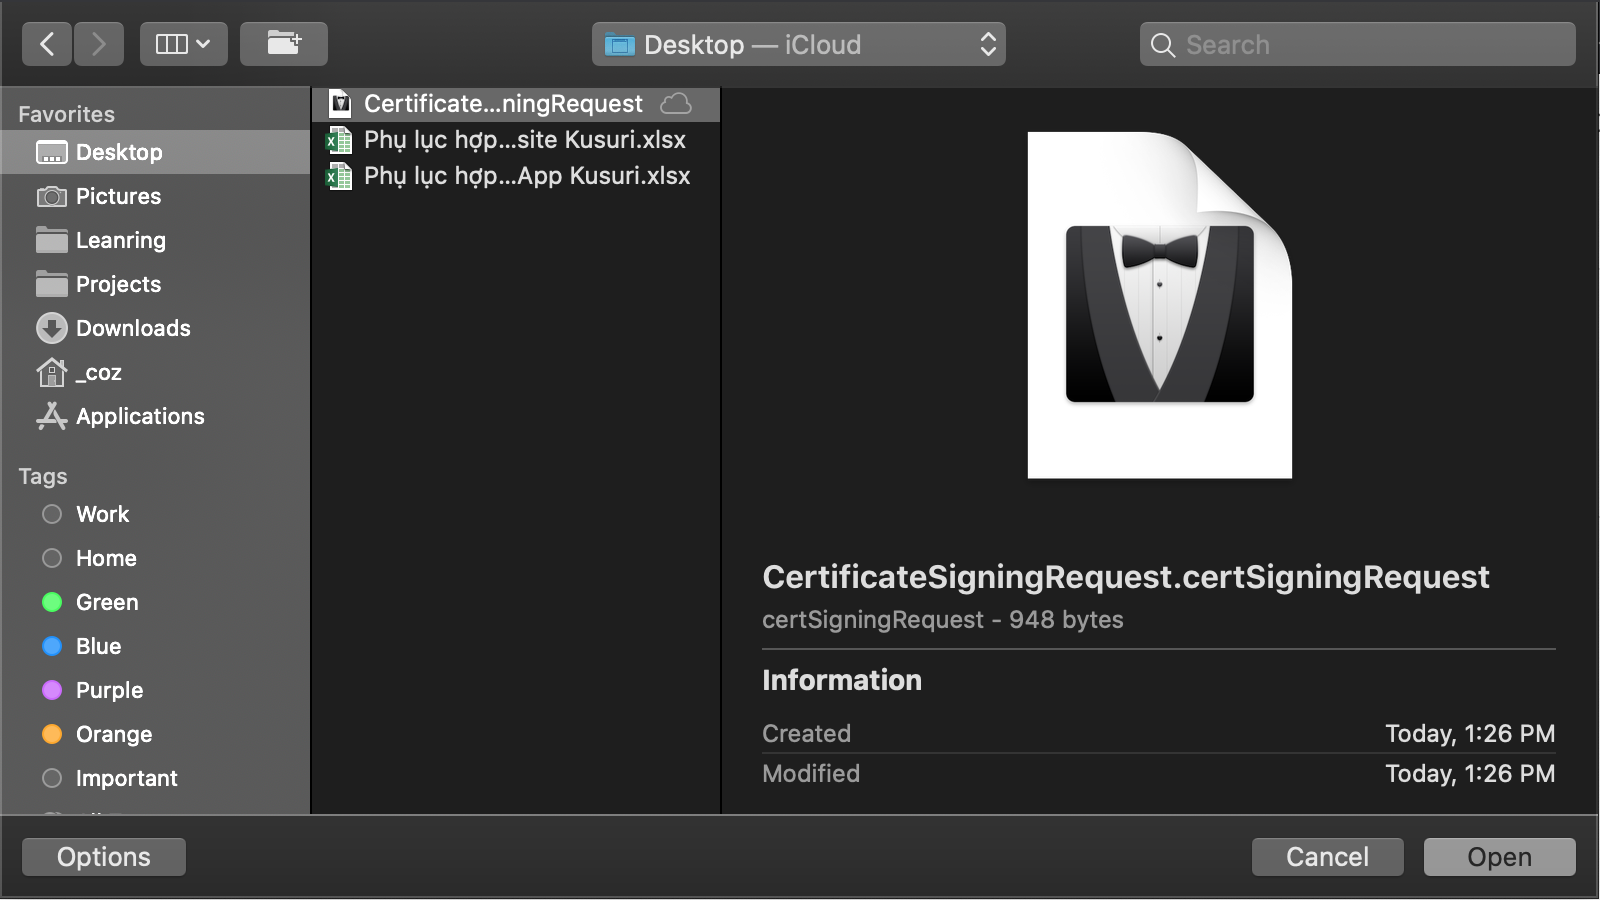 Desktop — iCloud
Search
Favorites
Desktop
Pictures
Leanring
Projects
Downloads
_coz
Applications
Tags
Work
Home
Green
Blue
Purple
Orange
Important
Certificate...ningRequest
Phụ lục hợp...site Kusuri.xlsx
Phụ lục hợp...App Kusuri.xlsx
CertificateSigningRequest.certSigningRequest
certSigningRequest - 948 bytes
Information
Created Today, 1:26 PM
Modified Today, 1:26 PM
Options
Cancel
Open